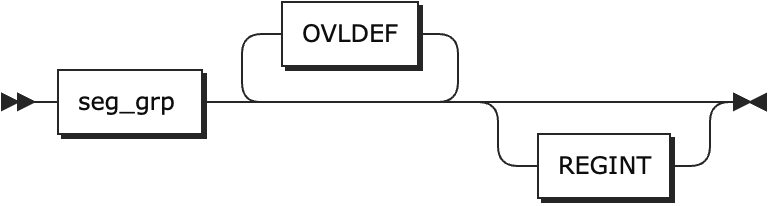 OVLDEF
seg_grp
REGINT